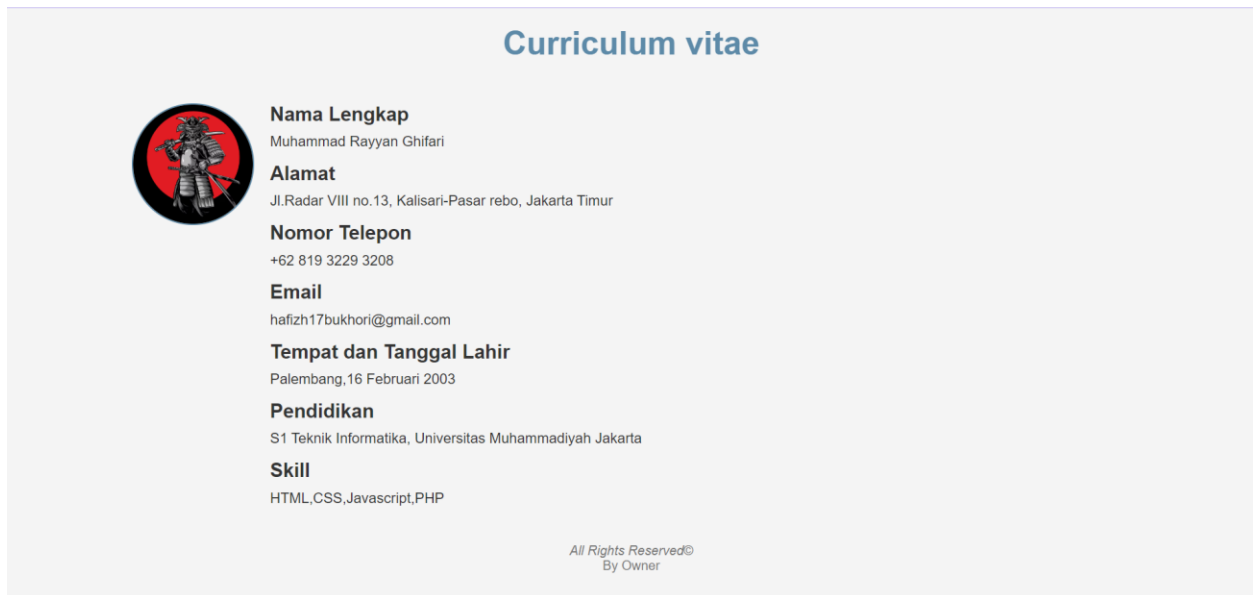 Curriculum vitae
Nama Lengkap
Muhammad Rayyan Ghifari
Alamat
Jl.Radar VIII no.13, Kalisari-Pasar rebo, Jakarta Timur
Nomor Telepon
+62 819 3229 3208
Email
hafizh17bukhori@gmail.com
Tempat dan Tanggal Lahir
Palembang,16 Februari 2003
Pendidikan
S1 Teknik Informatika, Universitas Muhammadiyah Jakarta
Skill
HTML,CSS,Javascript,PHP
All Rights Reserved©
By Owner